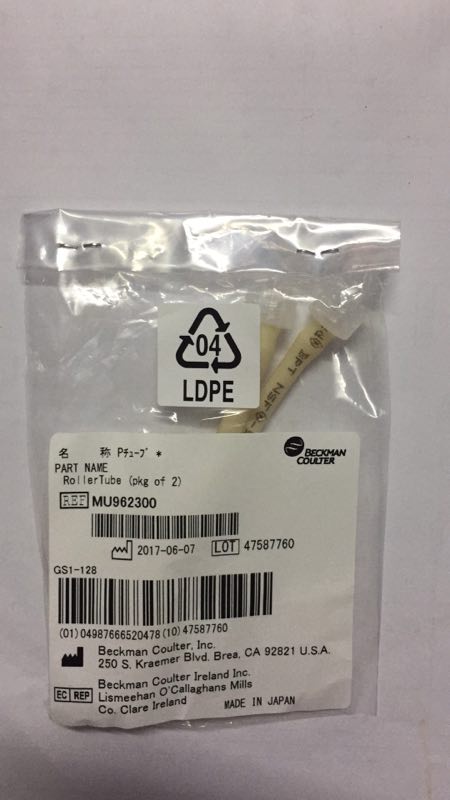 04
LDPE
BPT NSF
名 称 Pﾁｭｰﾌﾞ *
BECKMAN
COULTER
PART NAME
RollerTube (pkg of 2)
REF MU962300
2017-06-07 LOT 47587760
GS1-128
(01)04987666520478(10)47587760
Beckman Coulter, Inc.
250 S. Kraemer Blvd. Brea, CA 92821 U.S.A.
EC REP
Beckman Coulter Ireland Inc.
Lismeehan O'Callaghans Mills
Co. Clare Ireland
MADE IN JAPAN